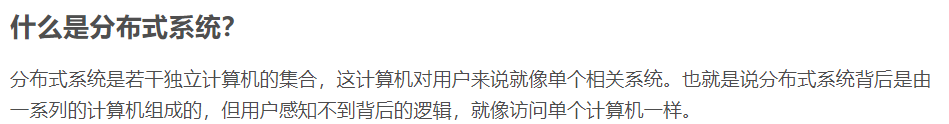 什么是分布式系统？
分布式系统是若干独立计算机的集合，这计算机对用户来说就像单个相关系统。也就是说分布式系统背后是由
一系列的计算机组成的，但用户感知不到背后的逻辑，就像访问单个计算机一样。